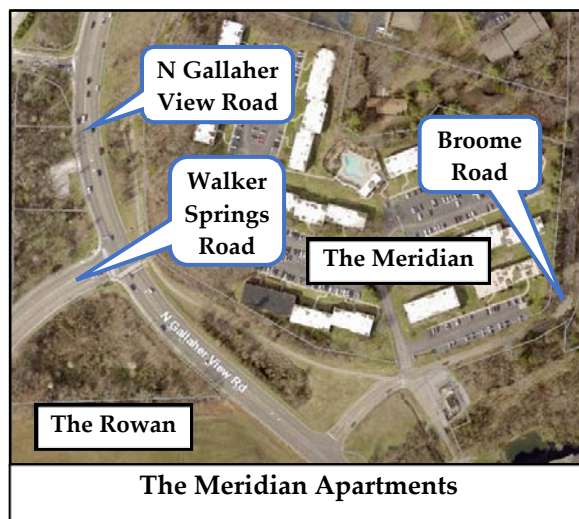 N Gallaher
View Road
Broome
Road
Walker
Springs
Road
The Meridian
N Gallaher View Rd
The Rowan
The Meridian Apartments